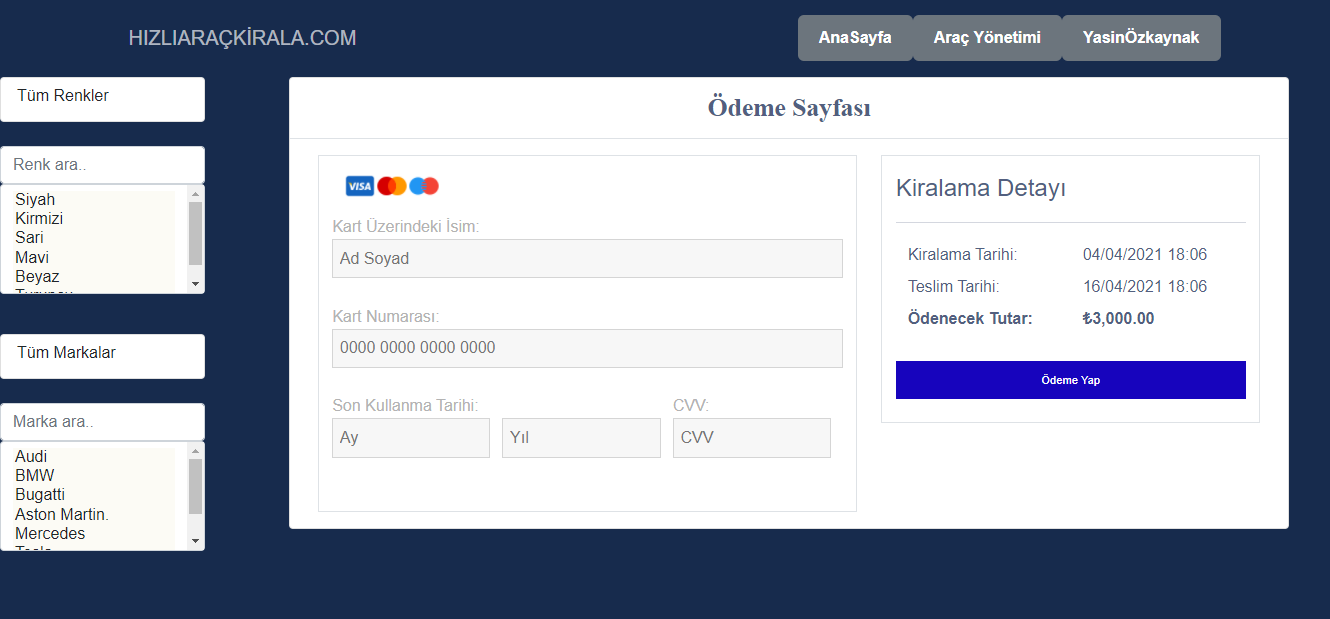 HIZLIARAÇKİRALA.COM
AnaSayfa
Araç Yönetimi
YasinÖzkaynak
Tüm Renkler
Renk ara..
Siyah
Kirmizi
Sari
Mavi
Beyaz
Tüm Markalar
Marka ara..
Audi
BMW
Bugatti
Aston Martin.
Mercedes
Ödeme Sayfası
VISA
Kart Üzerindeki İsim:
Ad Soyad
Kart Numarası:
0000 0000 0000 0000
Son Kullanma Tarihi:
CVV:
Ay
Yıl
CVV
Kiralama Detayı
Kiralama Tarihi: 04/04/2021 18:06
Teslim Tarihi: 16/04/2021 18:06
Ödenecek Tutar: ₺3,000.00
Ödeme Yap